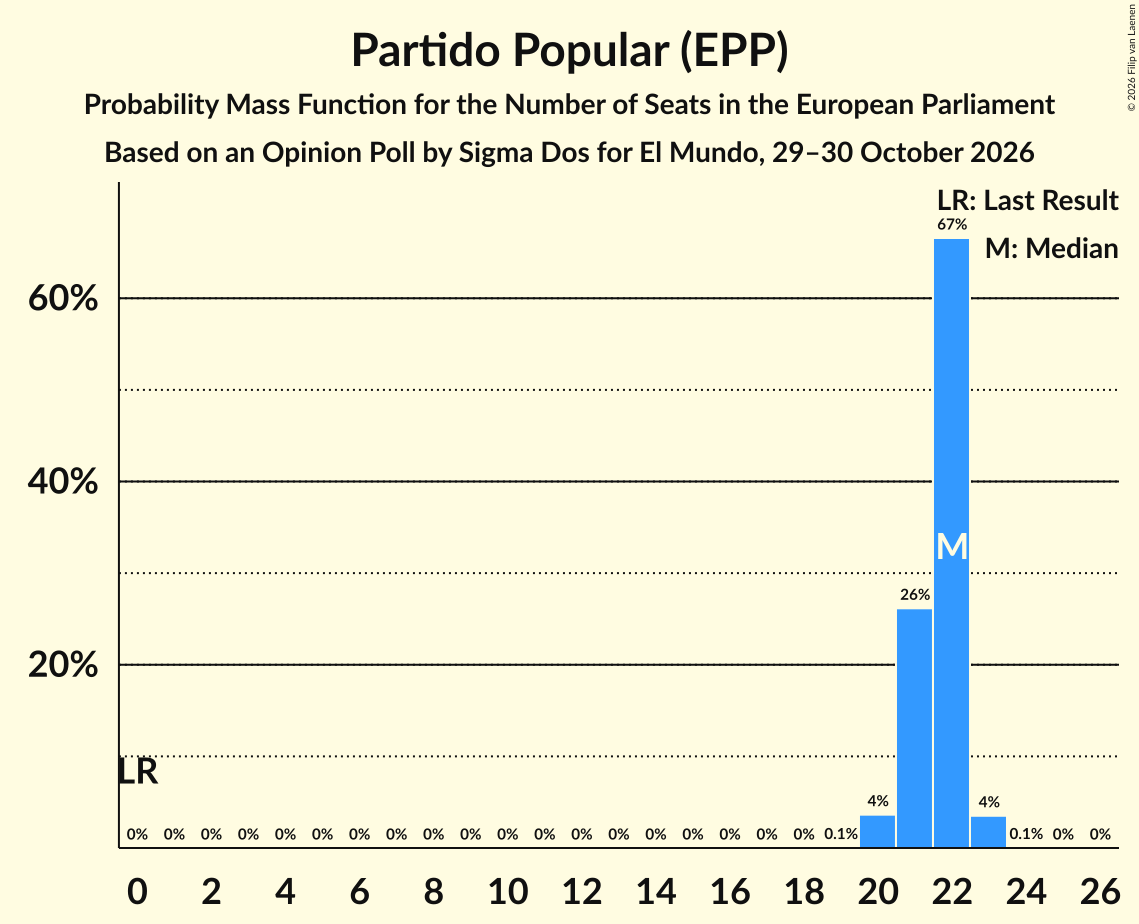 Partido Popular (EPP)
Probability Mass Function for the Number of Seats in the European Parliament
Based on an Opinion Poll by Sigma Dos for El Mundo, 29–30 October 2026
© 2026 Filip van Laenen
LR: Last Result
67%
M: Median
60%
40%
M
26%
20%
LR
4% 4%
0% 0% 0% 0% 0% 0% 0% 0% 0% 0% 0% 0% 0% 0% 0% 0% 0% 0% 0% 0.1% 0.1% 0% 0%
0 2 4 6 8 10 12 14 16 18 20 22 24 26